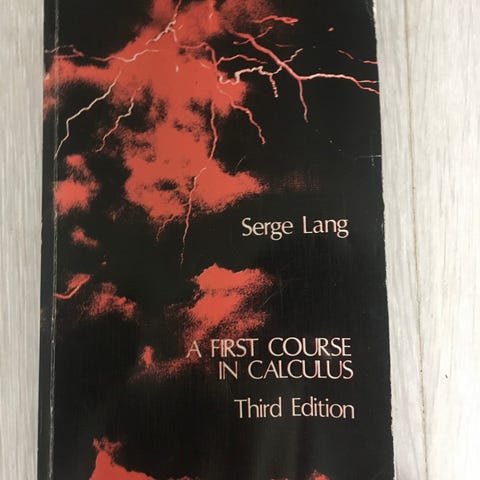 Serge Lang
A FIRST COURSE
IN CALCULUS
Third Edition